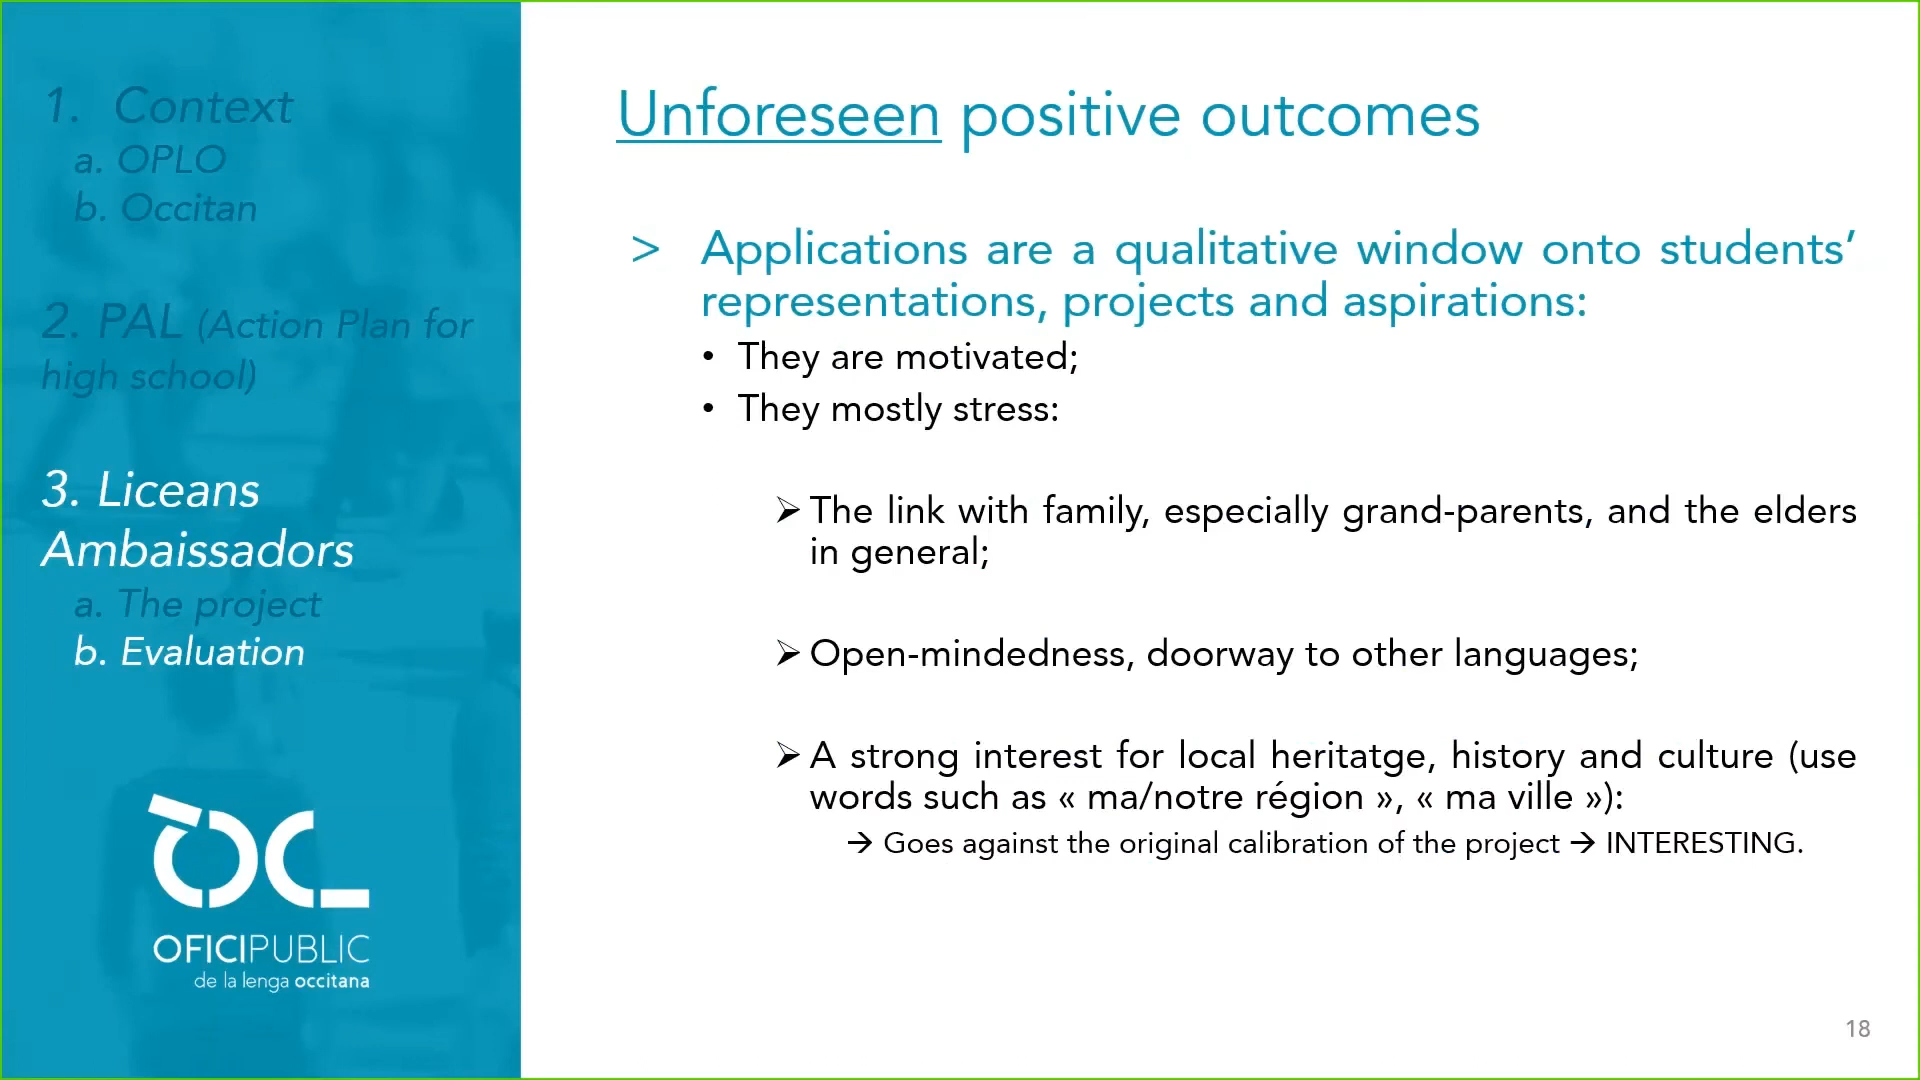 1. Context
a. OPLO
b. Occitan
2. PAL (Action Plan for
high school)
3. Liceans
Ambaissadors
a. The project
b. Evaluation
OFICIPUBLIC
de la lenga occitana
Unforeseen positive outcomes
> Applications are a qualitative window onto students’
representations, projects and aspirations:
• They are motivated;
• They mostly stress:
➢ The link with family, especially grand-parents, and the elders
in general;
➢ Open-mindedness, doorway to other languages;
➢ A strong interest for local heritatge, history and culture (use
words such as « ma/notre région », « ma ville »):
→ Goes against the original calibration of the project → INTERESTING.
18